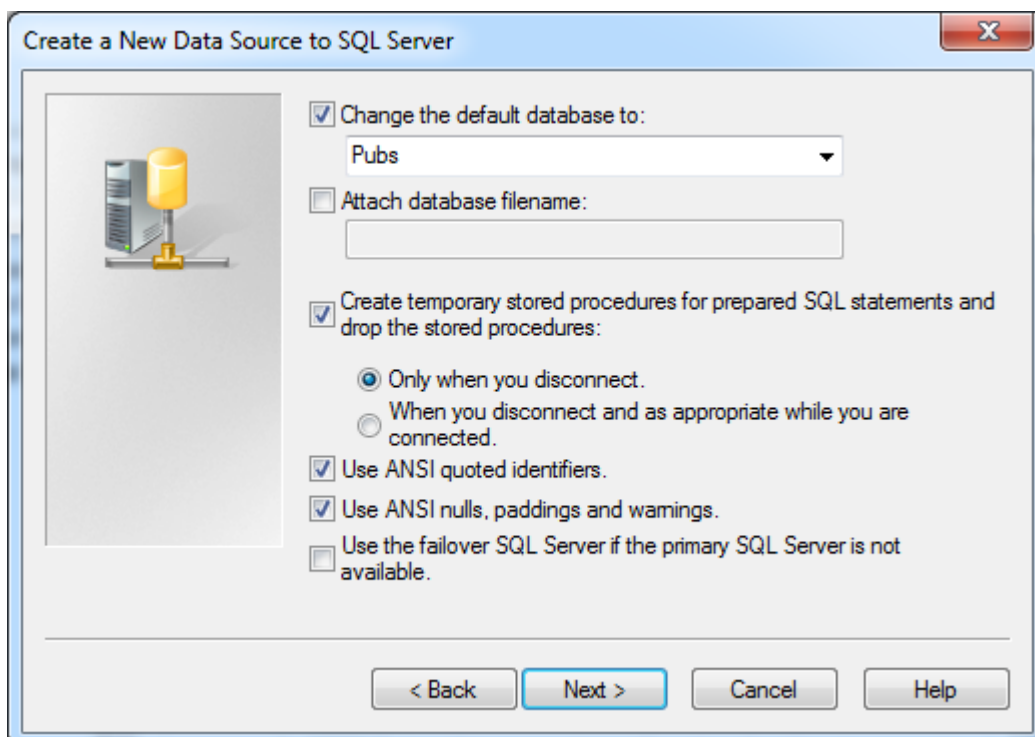 Create a New Data Source to SQL Server
Change the default database to:
Pubs
Attach database filename:
Create temporary stored procedures for prepared SQL statements and
drop the stored procedures:
Only when you disconnect.
When you disconnect and as appropriate while you are
connected.
Use ANSI quoted identifiers.
Use ANSI nulls, paddings and warnings.
Use the failover SQL Server if the primary SQL Server is not
available.
< Back Next > Cancel Help